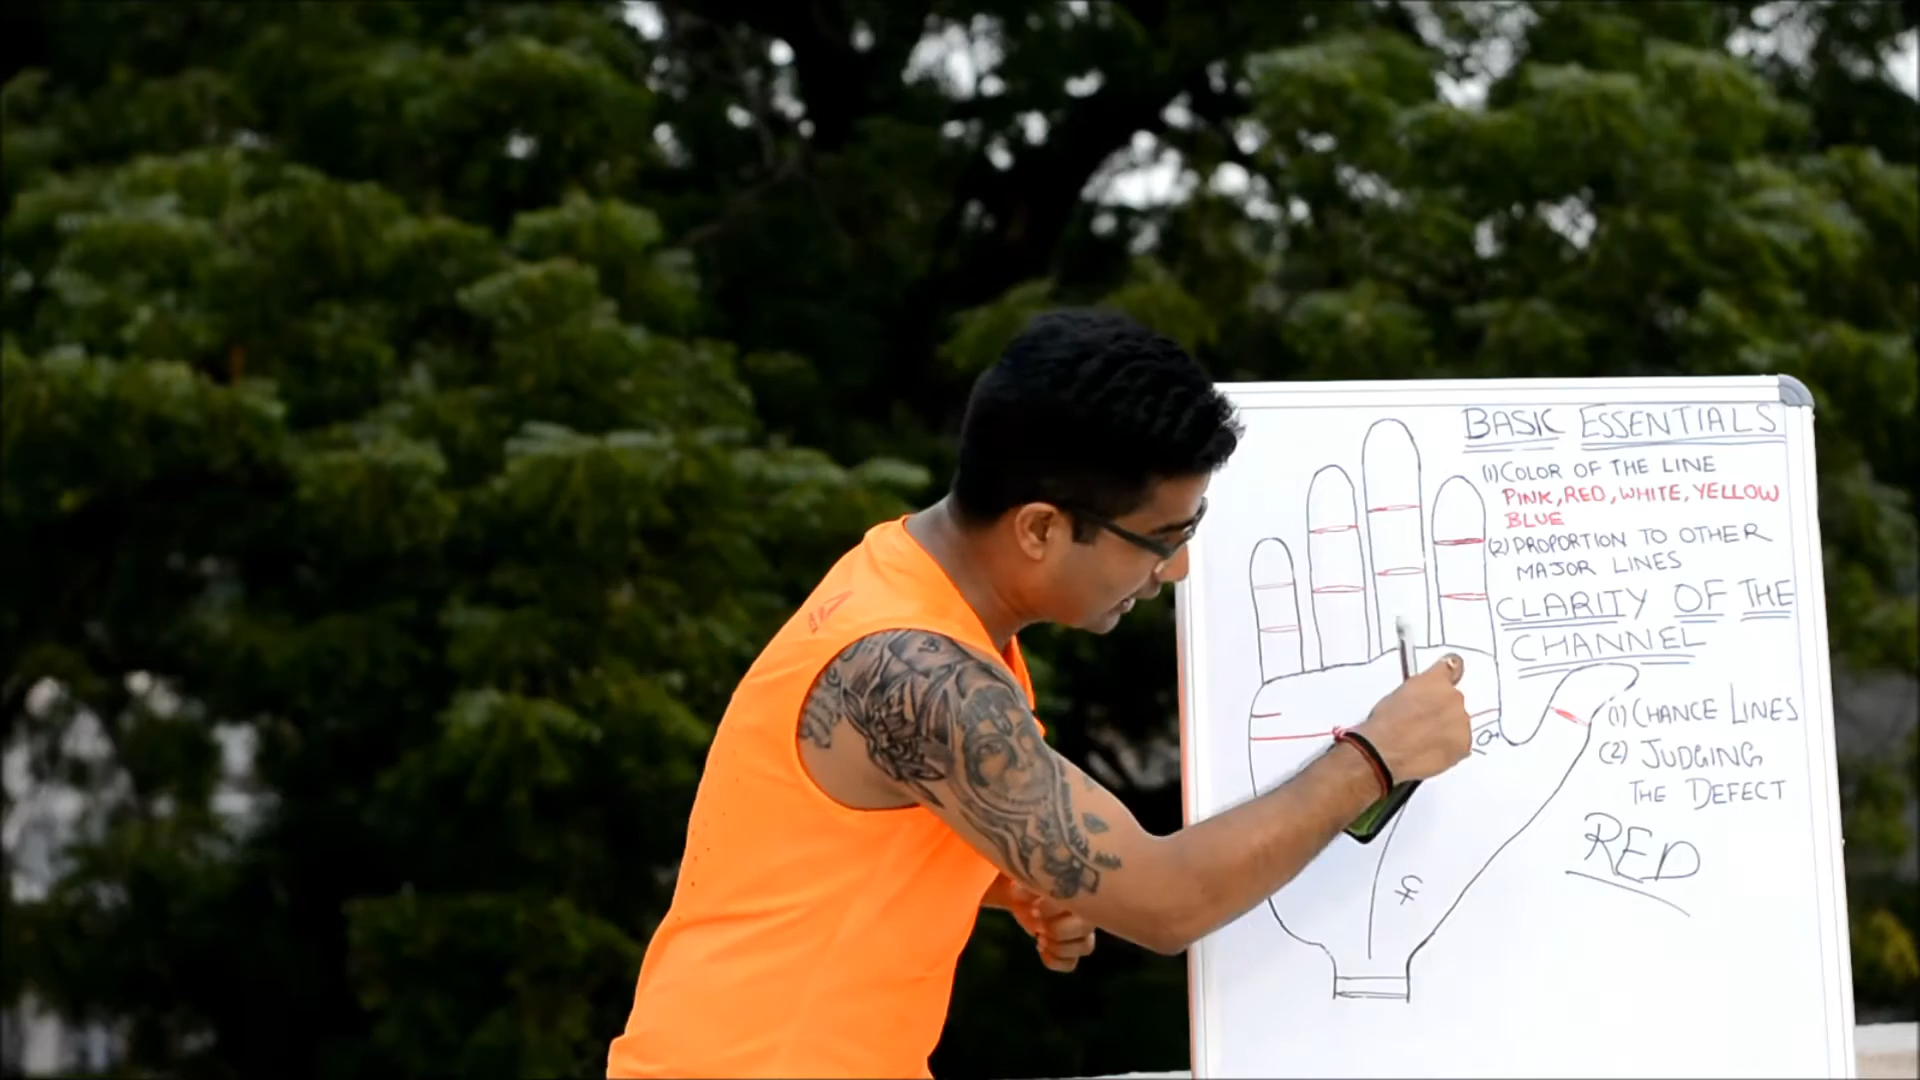 BASIC ESSENTIALS
(1) COLOR OF THE LINE
PINK, RED, WHITE, YELLOW
BLUE
(2) PROPORTION TO OTHER
MAJOR LINES
CLARITY OF THE
CHANNEL
(1) CHANCE LINES
(2) JUDGING
THE DEFECT
RED